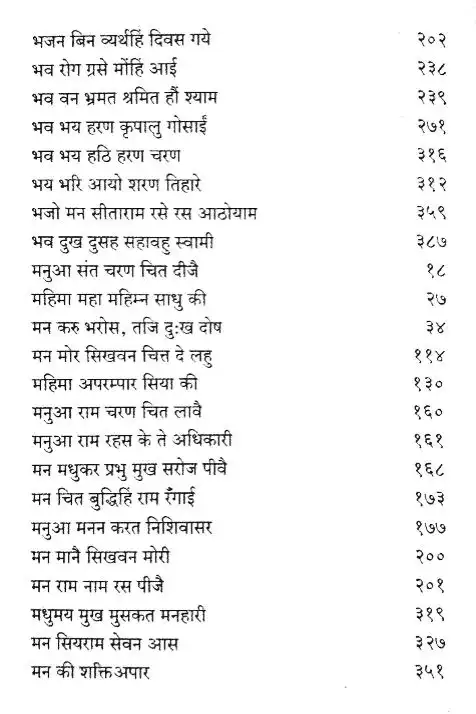 भजन बिन व्यर्थहिं दिवस गये २०२
भव रोग ग्रसे मोंहिं आई २३८
भव वन भ्रमत श्रमित हौं श्याम २३९
भव भय हरण कृपालु गोसाईं २७१
भव भय हठि हरण चरण ३१६
भय भरि आयो शरण तिहारे ३१२
भजो मन सीताराम रसे रस आठोयाम ३५९
भव दुख दुसह सहावहु स्वामी ३८७
मनुआ संत चरण चित दीजै १८
महिमा महा महिम्न साधु की २७
मन करु भरोस, तजि दुःख दोष ३४
मन मोर सिखवन चित्त दे लहु ११४
महिमा अपरम्पार सिया की १३०
मनुआ राम चरण चित लावै १६०
मनुआ राम रहस के ते अधिकारी १६१
मन मधुकर प्रभु मुख सरोज पीवै १६८
मन चित बुद्धिहिं राम रँगाई १७३
मनुआ मनन करत निशिवासर १७७
मन मानै सिखवन मोरी २००
मन राम नाम रस पीजै २०१
मधुमय मुख मुसकत मनहारी ३१९
मन सियराम सेवन आस ३२७
मन की शक्तिअपार ३५१